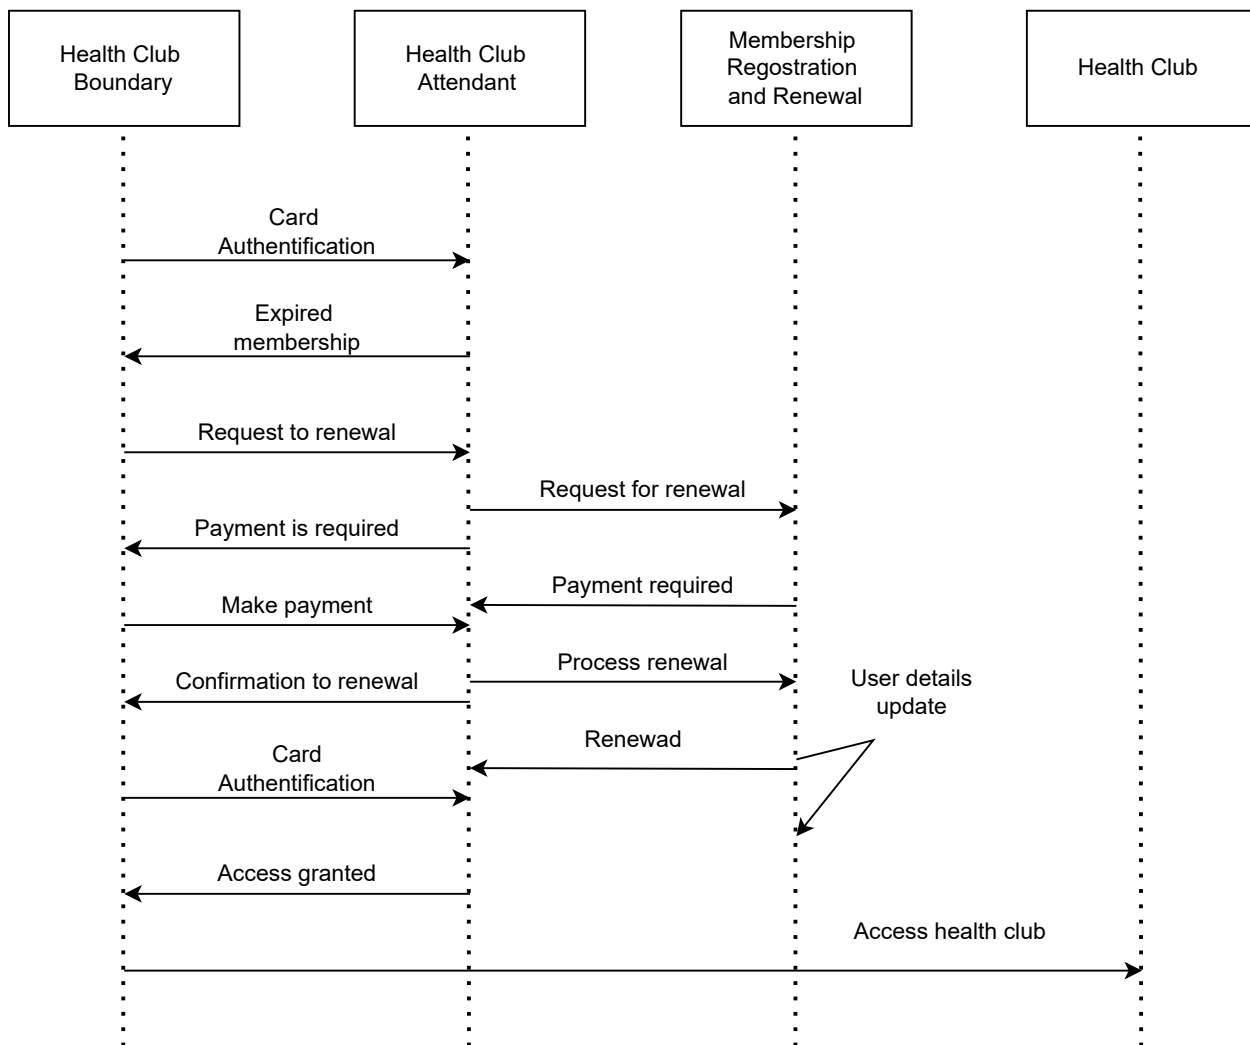 Health Club
Boundary
Health Club
Attendant
Membership
Regostration
and Renewal
Health Club
Card
Authentification
Expired
membership
Request to renewal
Request for renewal
Payment is required
Payment required
Make payment
Process renewal
Confirmation to renewal
User details
update
Renewad
Card
Authentification
Access granted
Access health club